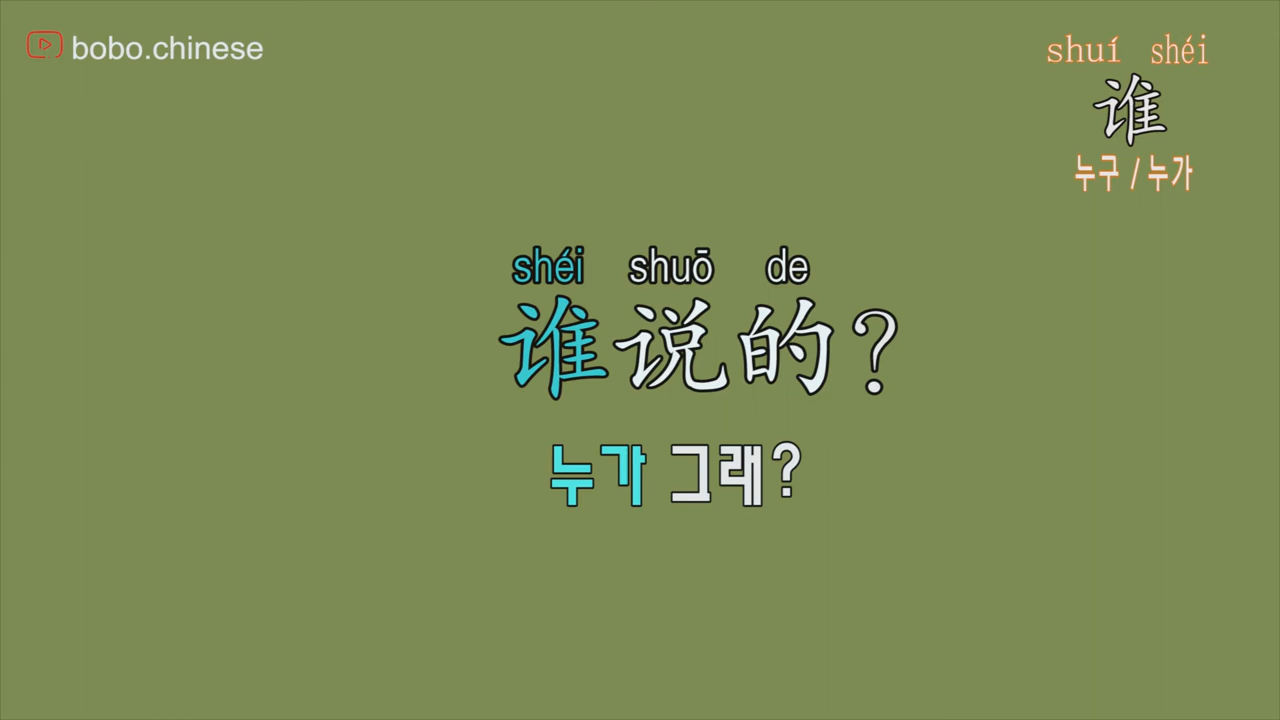 bobo.chinese
shuí shéi
谁
누구 / 누가
shéi shuō de
谁说的?
누가 그래?